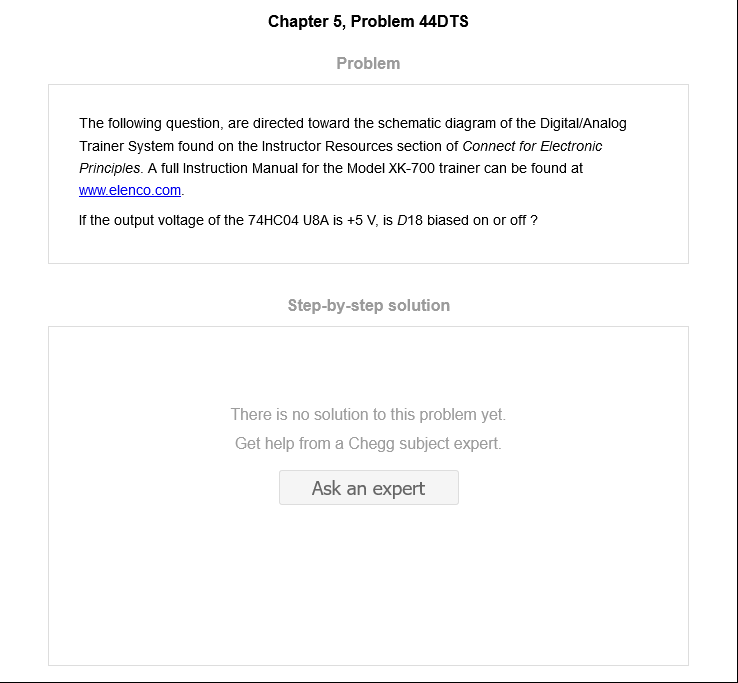 Chapter 5, Problem 44DTS
Problem
The following question, are directed toward the schematic diagram of the Digital/Analog
Trainer System found on the Instructor Resources section of Connect for Electronic
Principles. A full Instruction Manual for the Model XK-700 trainer can be found at
www.elenco.com.
If the output voltage of the 74HC04 U8A is +5 V, is D18 biased on or off ?
Step-by-step solution
There is no solution to this problem yet.
Get help from a Chegg subject expert.
Ask an expert